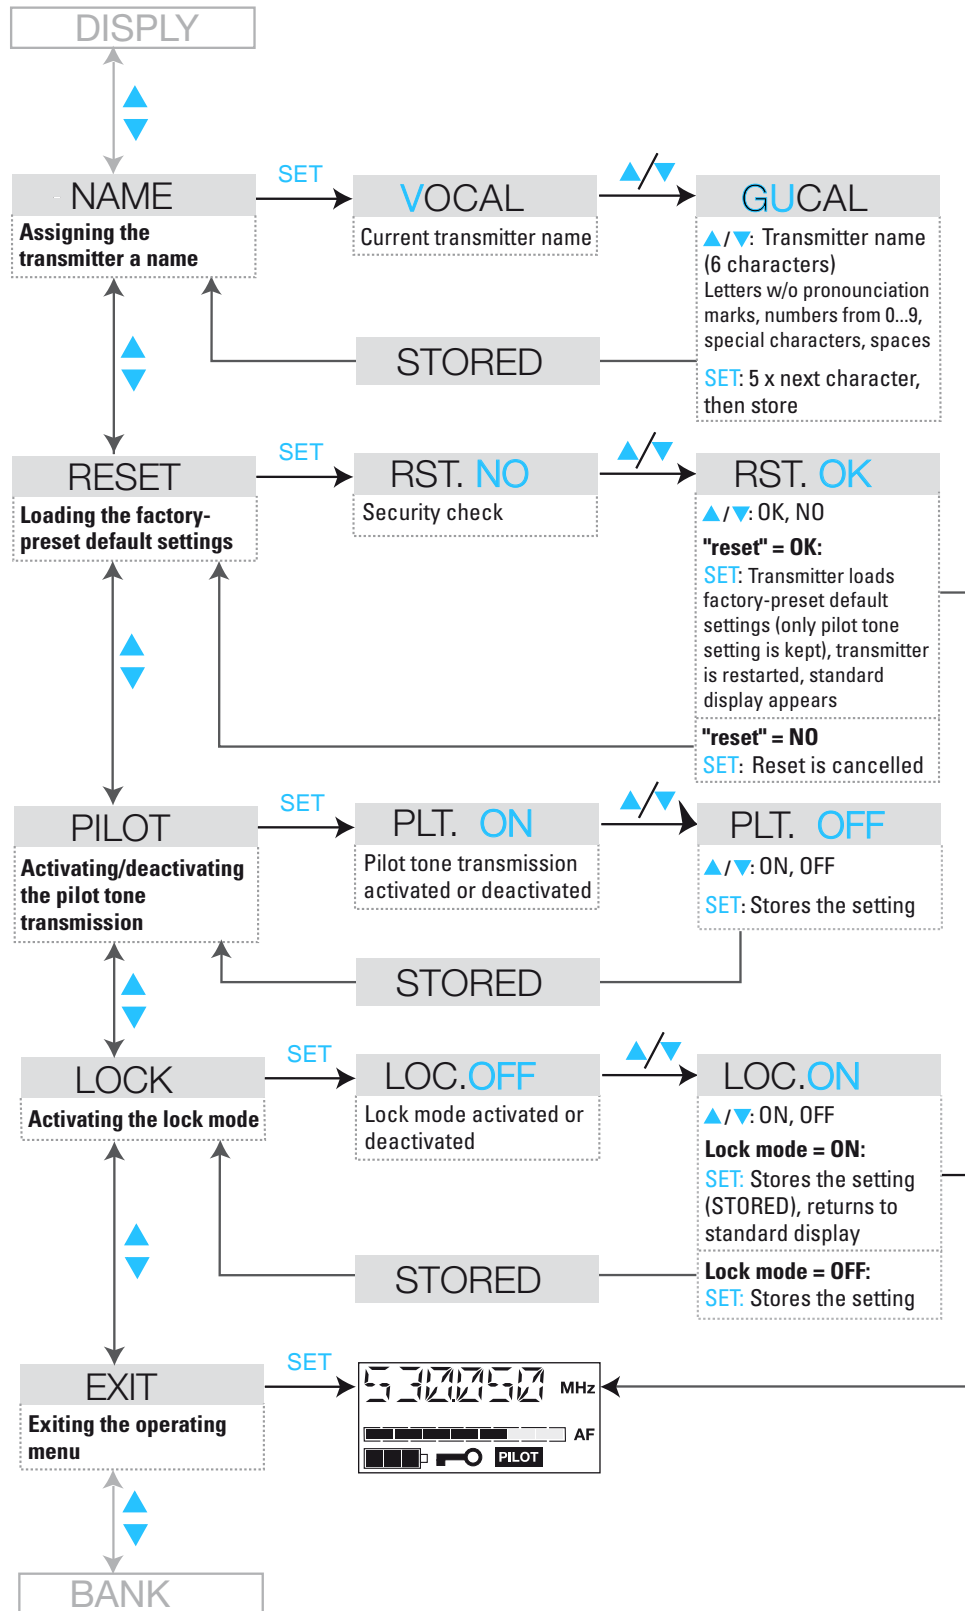 DISPLY
NAME
Assigning the
transmitter a name
SET
VOCAL
Current transmitter name
▲/▼
GUCAL
▲/▼: Transmitter name
(6 characters)
Letters w/o pronounciation
marks, numbers from 0...9,
special characters, spaces
SET: 5 x next character,
then store
STORED
RESET
Loading the factory-
preset default settings
SET
RST. NO
Security check
▲/▼
RST. OK
▲/▼: OK, NO
"reset" = OK:
SET: Transmitter loads
factory-preset default
settings (only pilot tone
setting is kept), transmitter
is restarted, standard
display appears
"reset" = NO
SET: Reset is cancelled
PILOT
Activating/deactivating
the pilot tone
transmission
SET
PLT. ON
Pilot tone transmission
activated or deactivated
▲/▼
PLT. OFF
▲/▼: ON, OFF
SET: Stores the setting
STORED
LOCK
Activating the lock mode
SET
LOC.OFF
Lock mode activated or
deactivated
▲/▼
LOC.ON
▲/▼: ON, OFF
Lock mode = ON:
SET: Stores the setting
(STORED), returns to
standard display
Lock mode = OFF:
SET: Stores the setting
STORED
EXIT
Exiting the operating
menu
SET
530.050 MHz
AF
PILOT
BANK